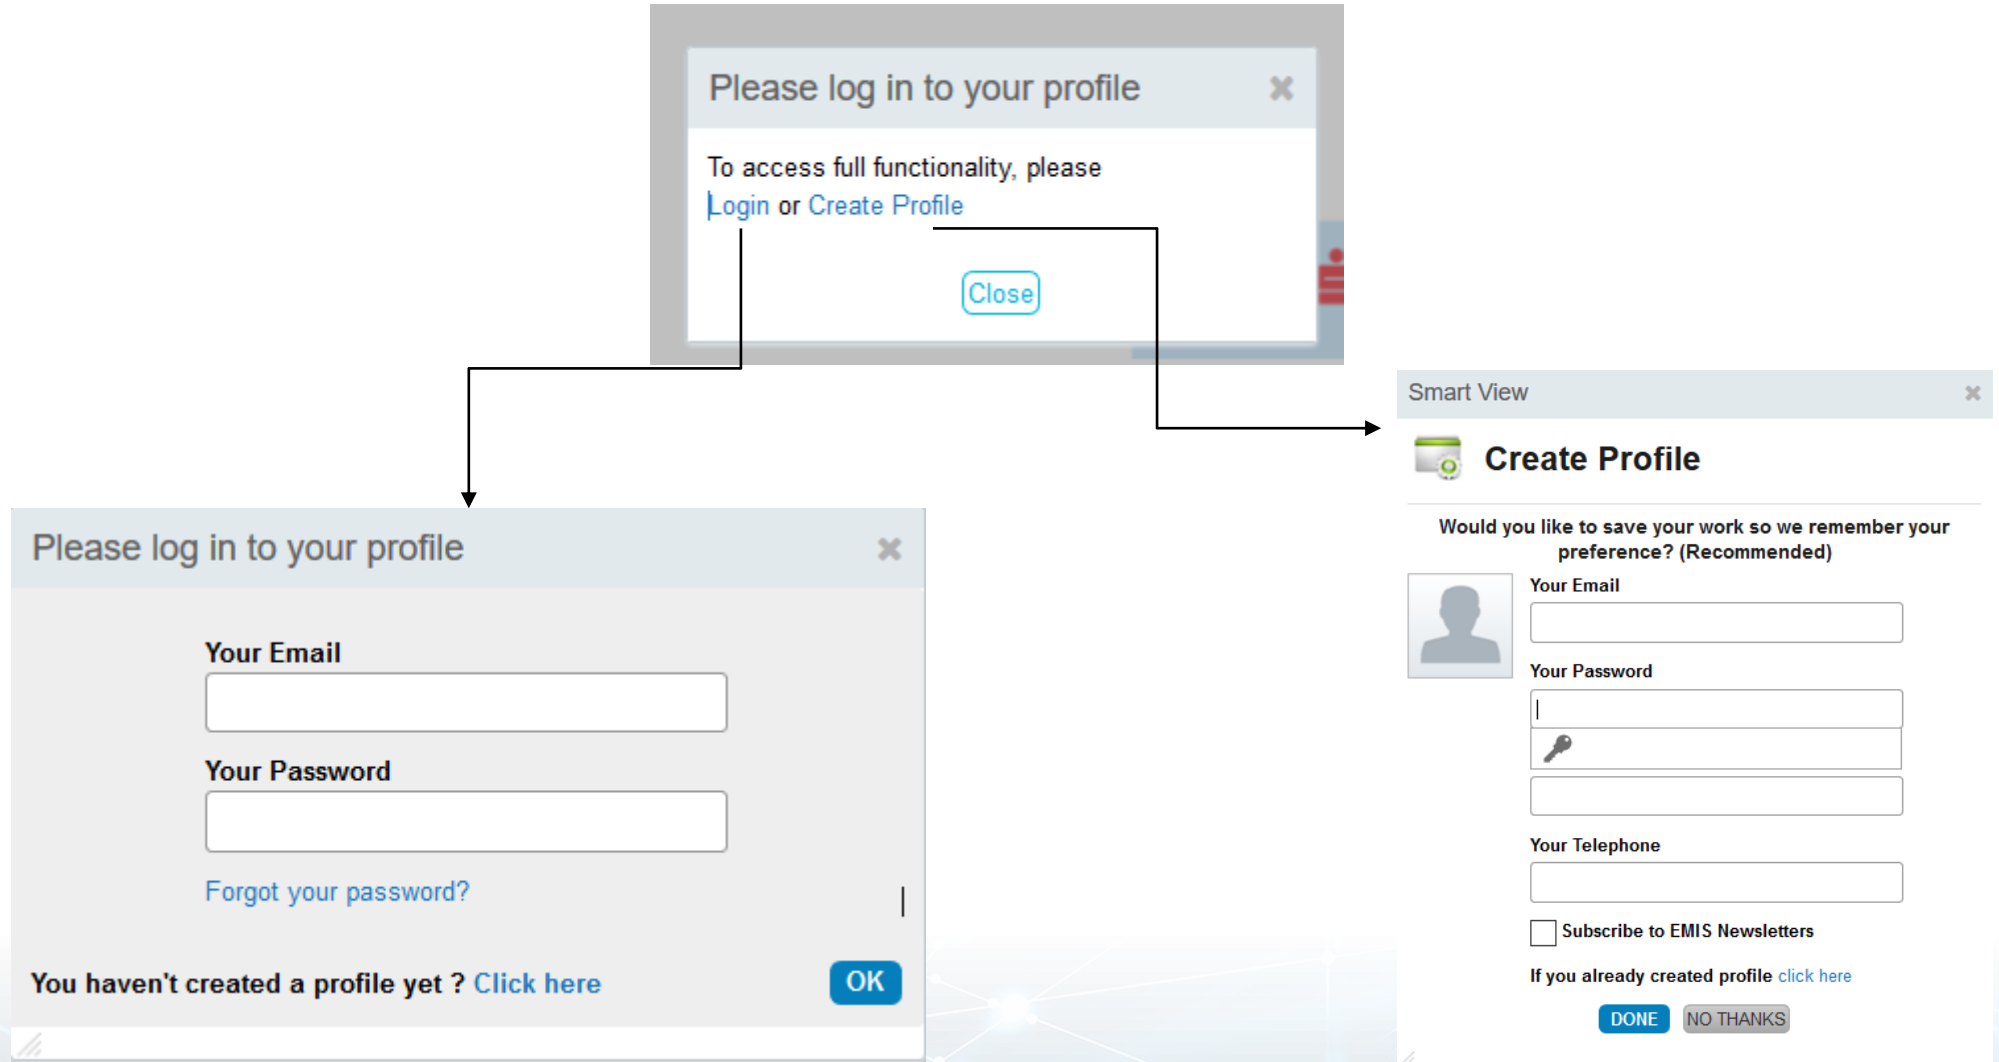 Please log in to your profile
To access full functionality, please
Login or Create Profile
Close
Please log in to your profile
Your Email
Your Password
Forgot your password?
You haven't created a profile yet ? Click here
OK
Smart View
Create Profile
Would you like to save your work so we remember your
preference? (Recommended)
Your Email
Your Password
Your Telephone
Subscribe to EMIS Newsletters
If you already created profile click here
DONE NO THANKS